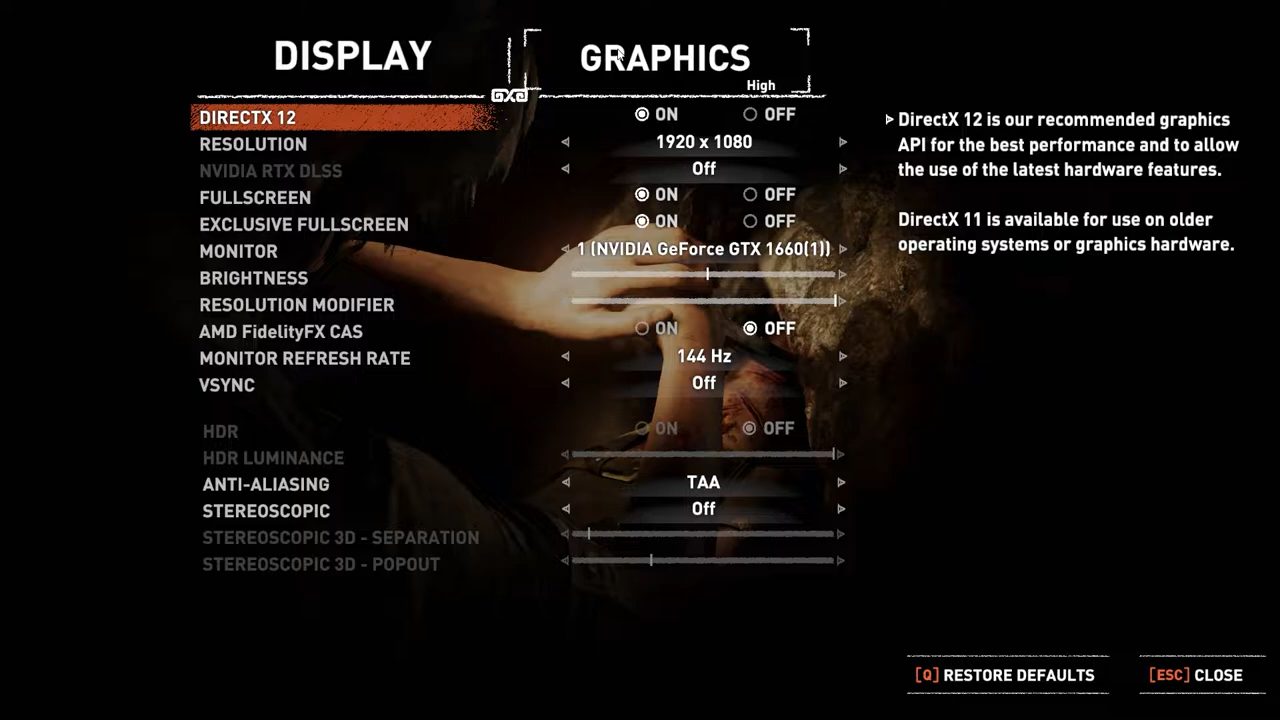 DISPLAY
GRAPHICS
High
DIRECTX 12 ON OFF
RESOLUTION 1920 x 1080
NVIDIA RTX DLSS Off
FULLSCREEN ON OFF
EXCLUSIVE FULLSCREEN ON OFF
MONITOR 1 (NVIDIA GeForce GTX 1660(1))
BRIGHTNESS
RESOLUTION MODIFIER
AMD FidelityFX CAS ON OFF
MONITOR REFRESH RATE 144 Hz
VSYNC Off
HDR ON OFF
HDR LUMINANCE
ANTI-ALIASING TAA
STEREOSCOPIC Off
STEREOSCOPIC 3D - SEPARATION
STEREOSCOPIC 3D - POPOUT
DirectX 12 is our recommended graphics
API for the best performance and to allow
the use of the latest hardware features.
DirectX 11 is available for use on older
operating systems or graphics hardware.
[Q] RESTORE DEFAULTS
[ESC] CLOSE